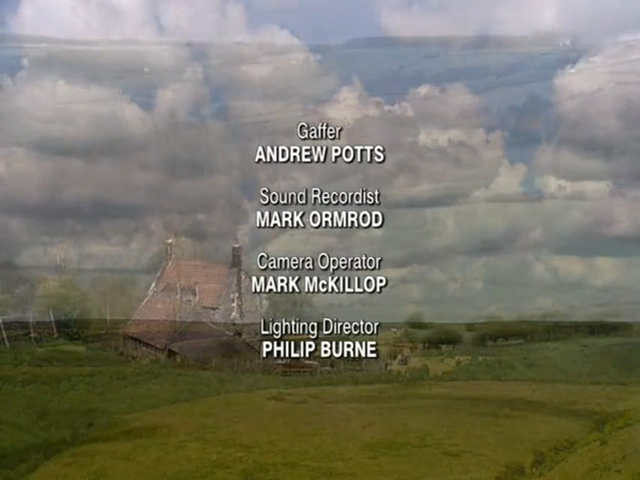 Gaffer
ANDREW POTTS
Sound Recordist
MARK ORMROD
Camera Operator
MARK McKILLOP
Lighting Director
PHILIP BURNE